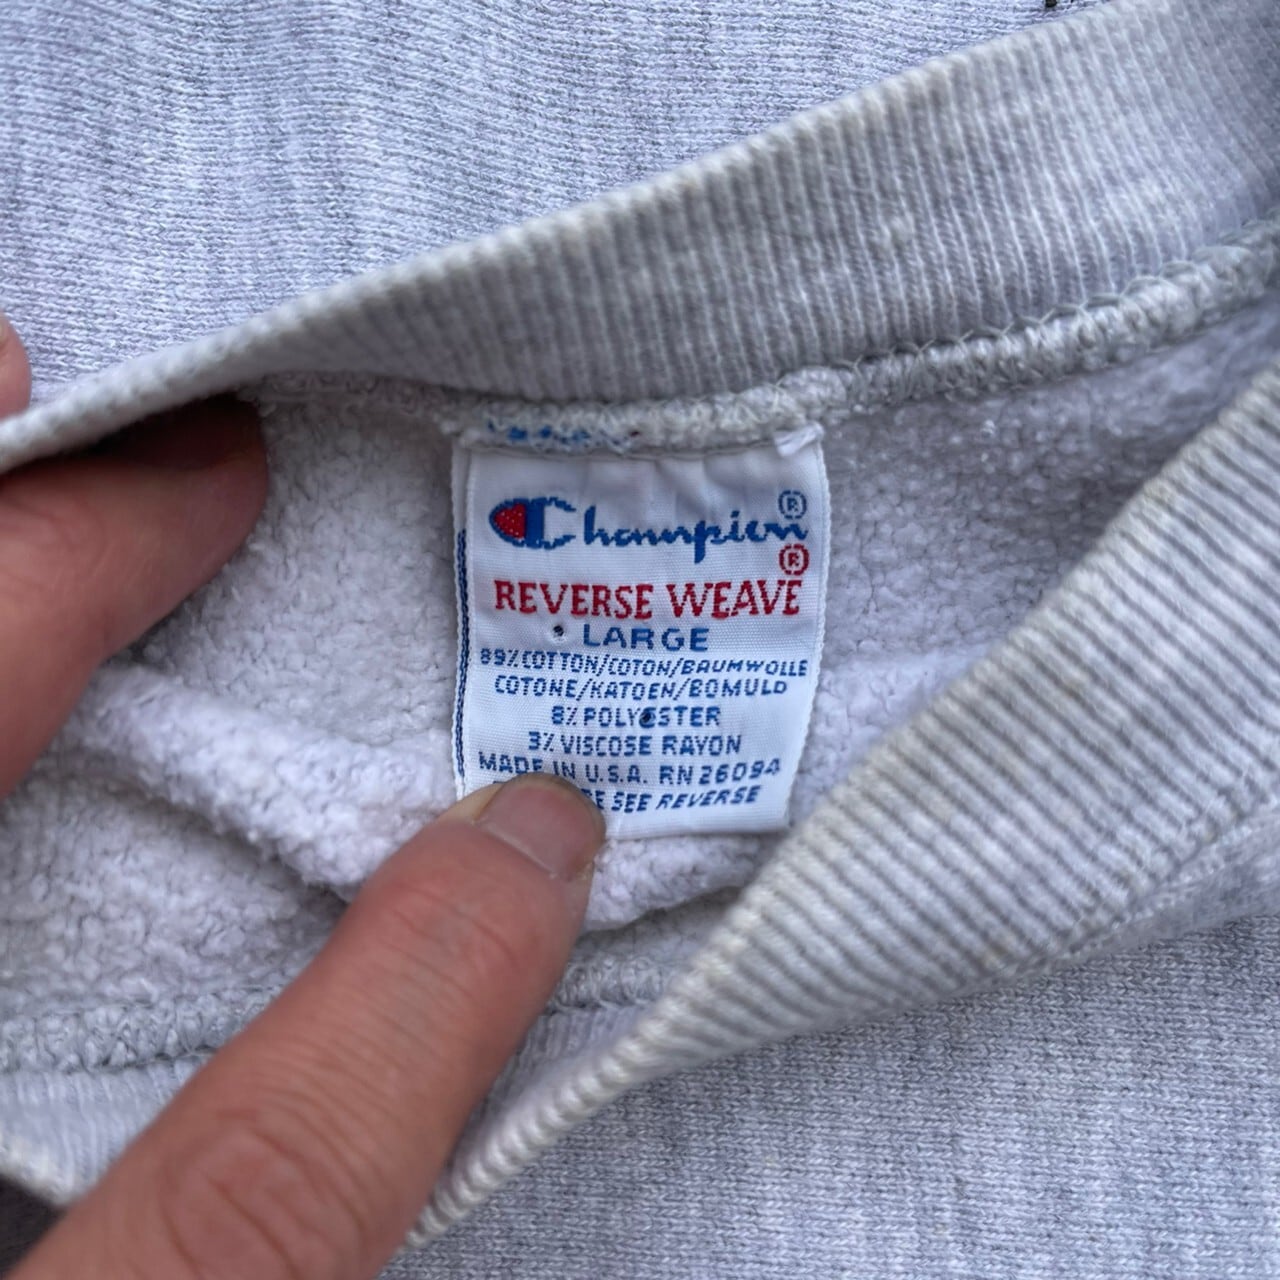 Champion®
REVERSE WEAVE®
LARGE
89% COTTON/COTON/BAUMWOLLE
COTONE/KATOEN/BOMULD
8% POLYESTER
3% VISCOSE RAYON
MADE IN U.S.A. RN 26094
SEE REVERSE